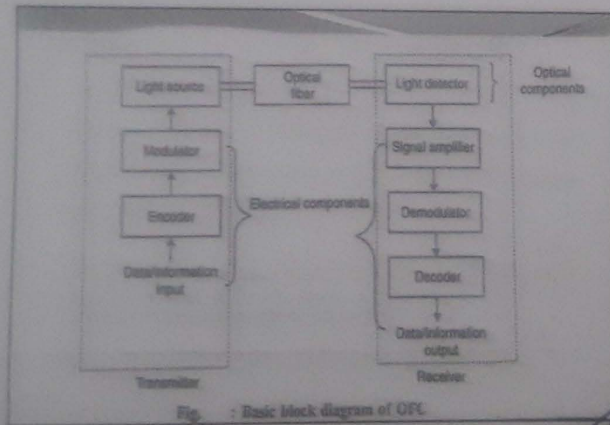 Light source
Optical
fiber
Light detector
Optical
components
Modulator
Signal amplifier
Electrical components
Encoder
Demodulator
Data/Information
input
Decoder
Data/Information
output
Transmitter
Receiver
Fig. : Basic block diagram of OFC